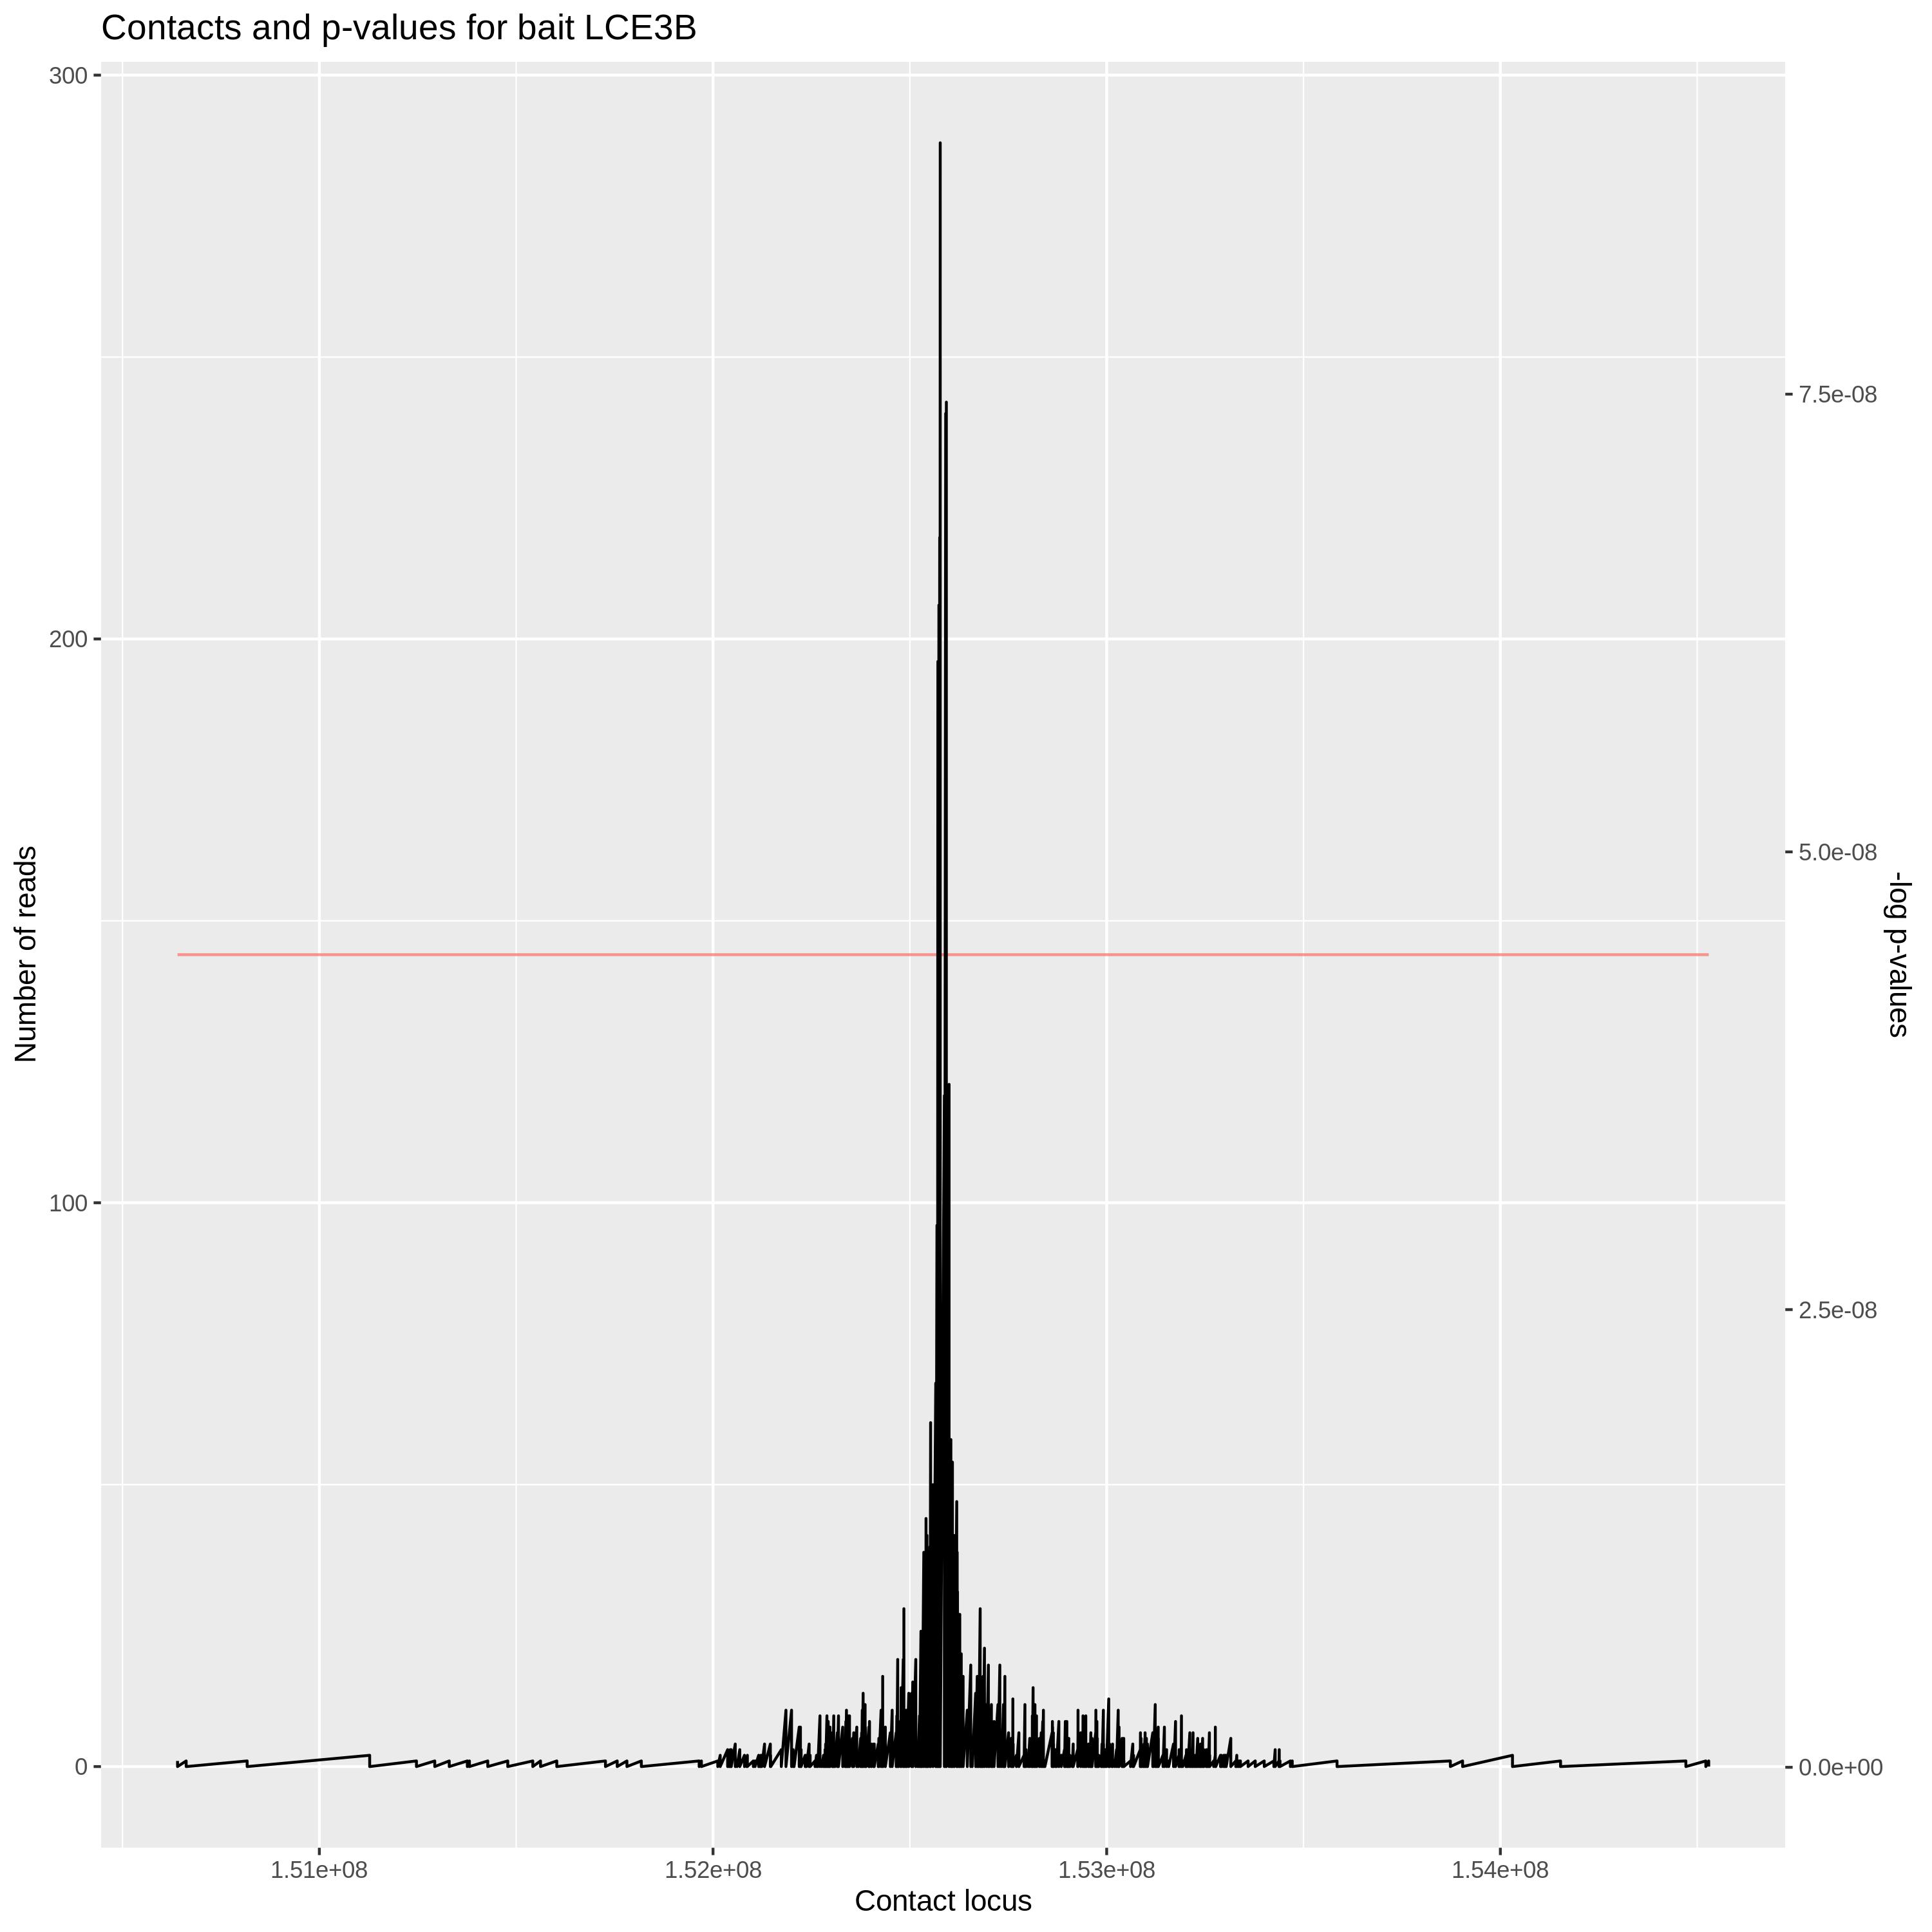 Contacts and p-values for bait LCE3B
300
200
100
0
Number of reads
7.5e-08
5.0e-08
2.5e-08
0.0e+00
-log p-values
1.51e+08
1.52e+08
1.53e+08
1.54e+08
Contact locus